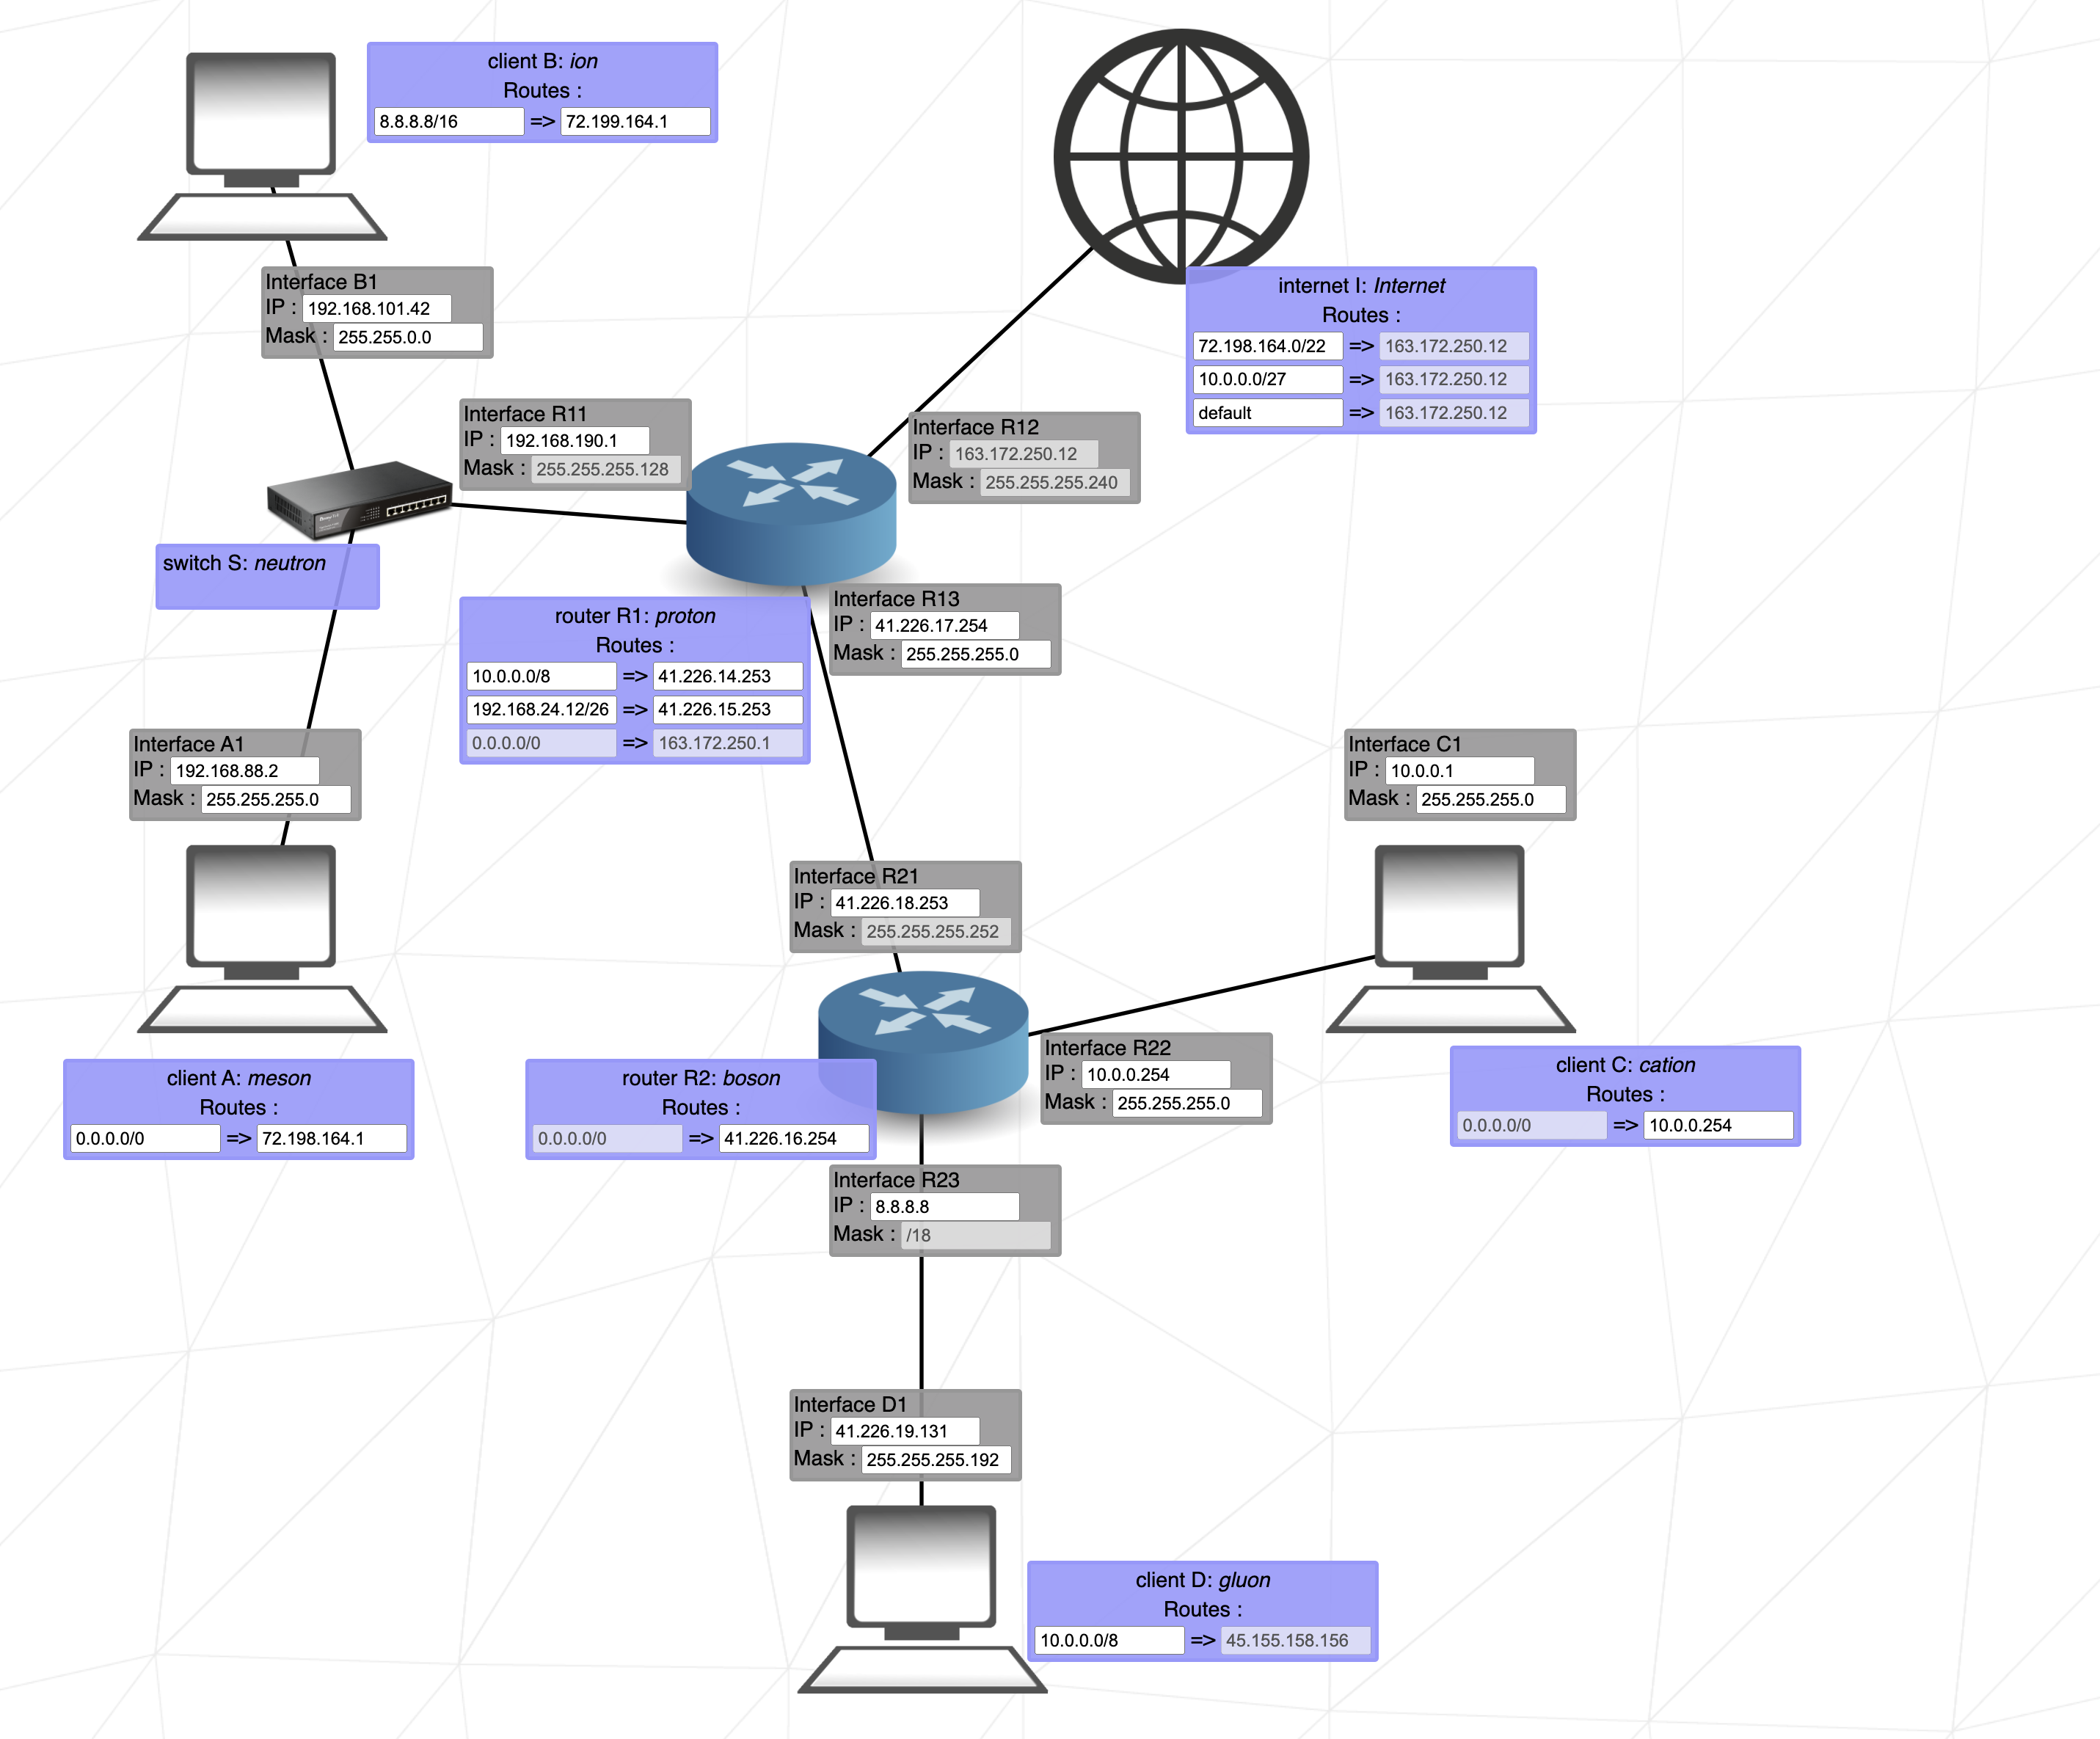 client B: ion
Routes :
8.8.8.8/16 => 72.199.164.1
Interface B1
IP : 192.168.101.42
Mask : 255.255.0.0
internet I: Internet
Routes :
72.198.164.0/22 => 163.172.250.12
10.0.0.0/27 => 163.172.250.12
default => 163.172.250.12
Interface R11
IP : 192.168.190.1
Mask : 255.255.255.128
Interface R12
IP : 163.172.250.12
Mask : 255.255.255.240
switch S: neutron
router R1: proton
Routes :
10.0.0.0/8 => 41.226.14.253
192.168.24.12/26 => 41.226.15.253
0.0.0.0/0 => 163.172.250.1
Interface R13
IP : 41.226.17.254
Mask : 255.255.255.0
Interface A1
IP : 192.168.88.2
Mask : 255.255.255.0
Interface C1
IP : 10.0.0.1
Mask : 255.255.255.0
Interface R21
IP : 41.226.18.253
Mask : 255.255.255.252
client A: meson
Routes :
0.0.0.0/0 => 72.198.164.1
router R2: boson
Routes :
0.0.0.0/0 => 41.226.16.254
Interface R22
IP : 10.0.0.254
Mask : 255.255.255.0
client C: cation
Routes :
0.0.0.0/0 => 10.0.0.254
Interface R23
IP : 8.8.8.8
Mask : /18
Interface D1
IP : 41.226.19.131
Mask : 255.255.255.192
client D: gluon
Routes :
10.0.0.0/8 => 45.155.158.156